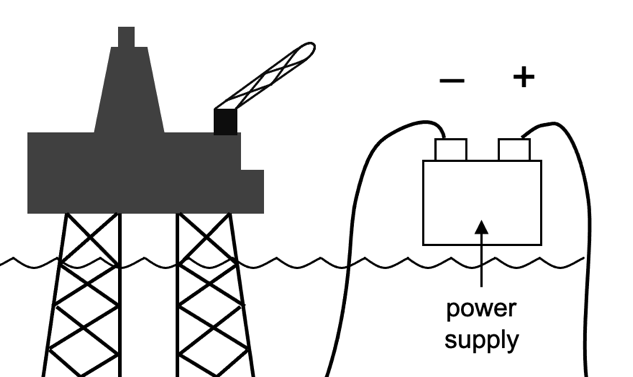 – +
power
supply